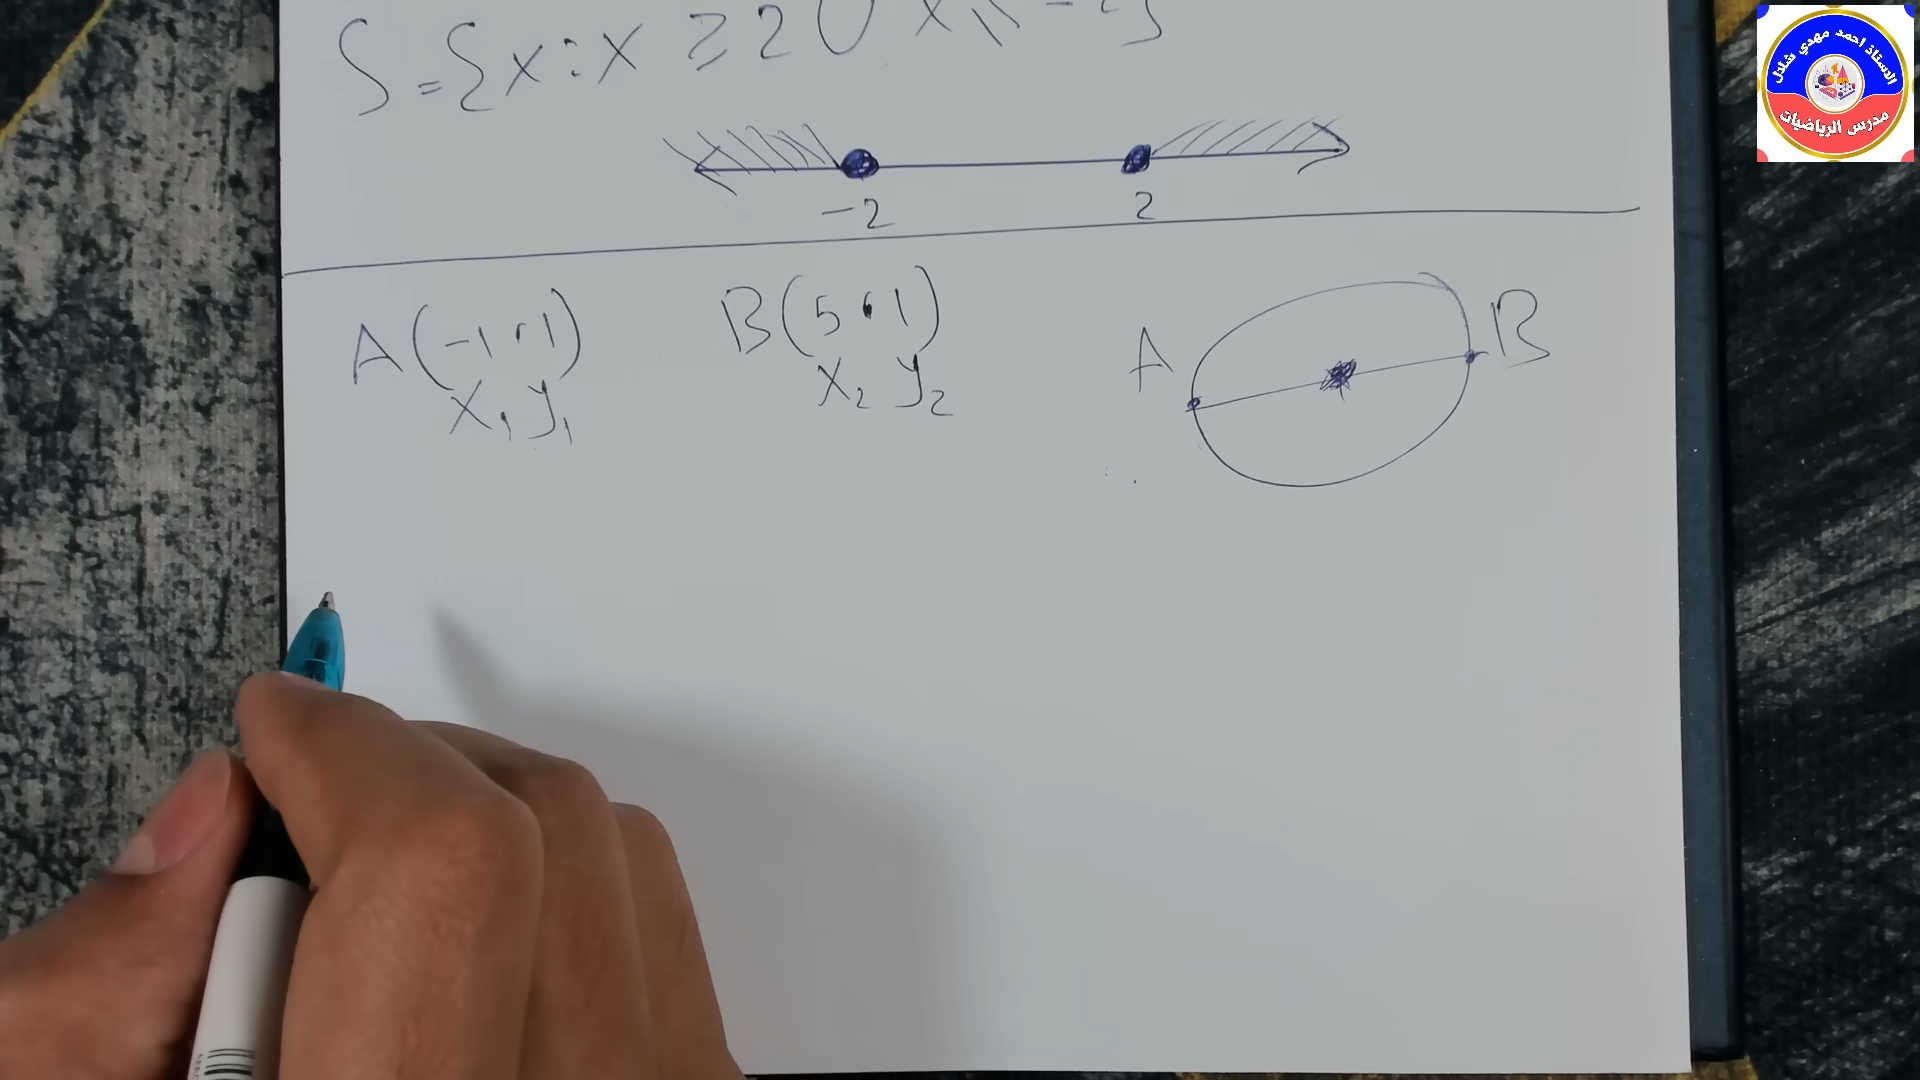 S = {x : x ≥ 2 ∪ x
-2 2
A (-1 , 1) B (5 , 1)
x₁ y₁ x₂ y₂
A B
الاستاذ احمد مهدي شلال
مدرس الرياضيات